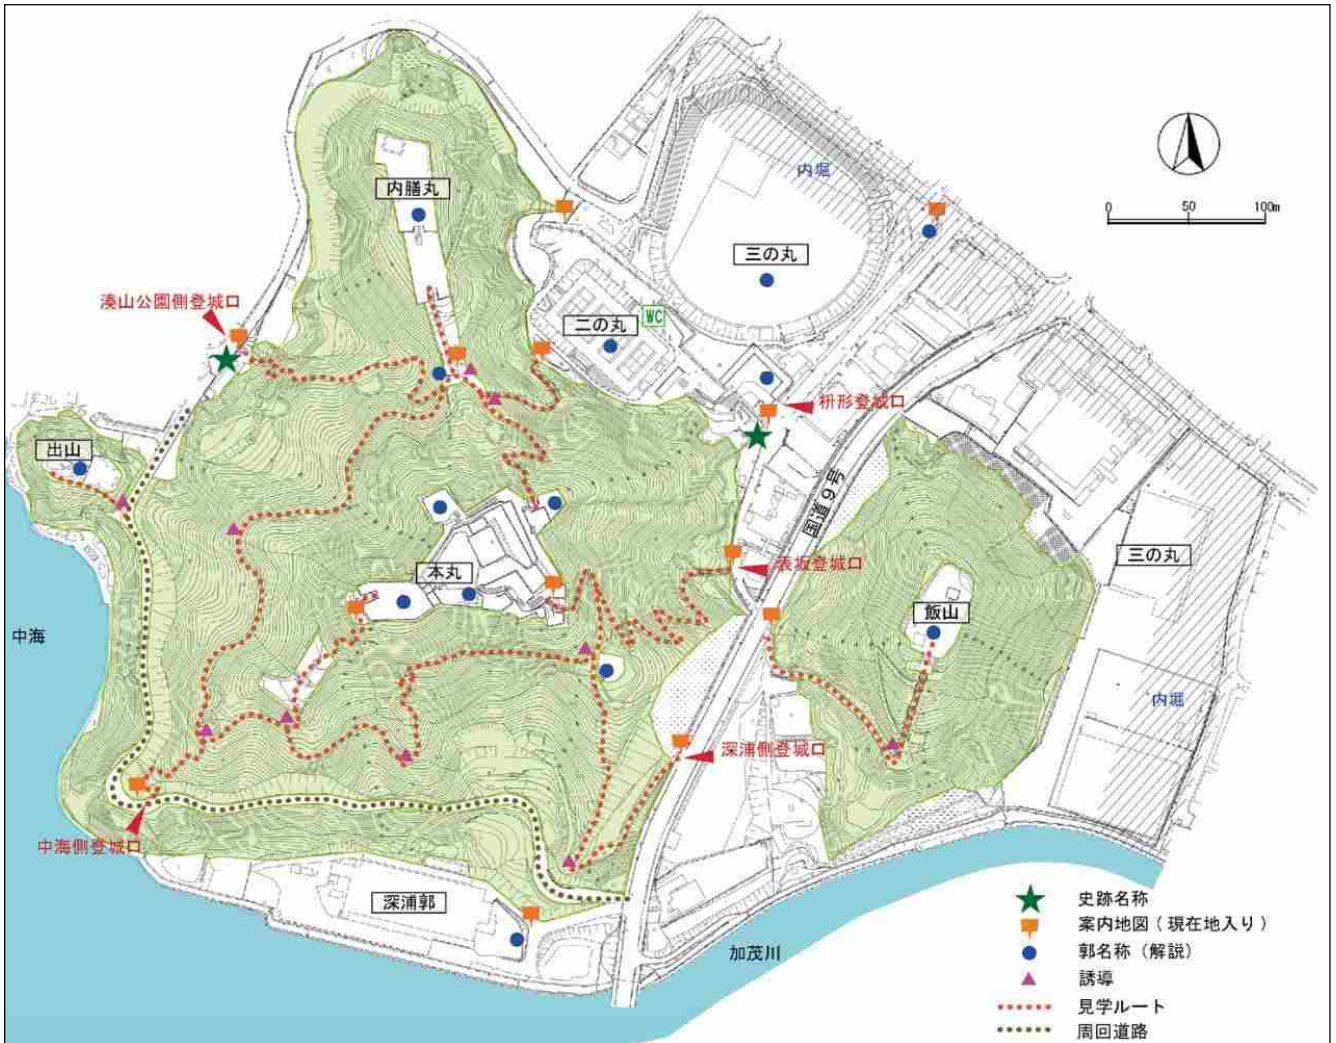 内堀
0 50 100m
内膳丸
三の丸
湊山公園側登城口
WC
二の丸
枡形登城口
出山
国道9号
三の丸
表坂登城口
本丸
飯山
中海
内堀
深浦側登城口
中海側登城口
深浦郭
加茂川
史跡名称
案内地図(現在地入り)
郭名称(解説)
誘導
見学ルート
周回道路